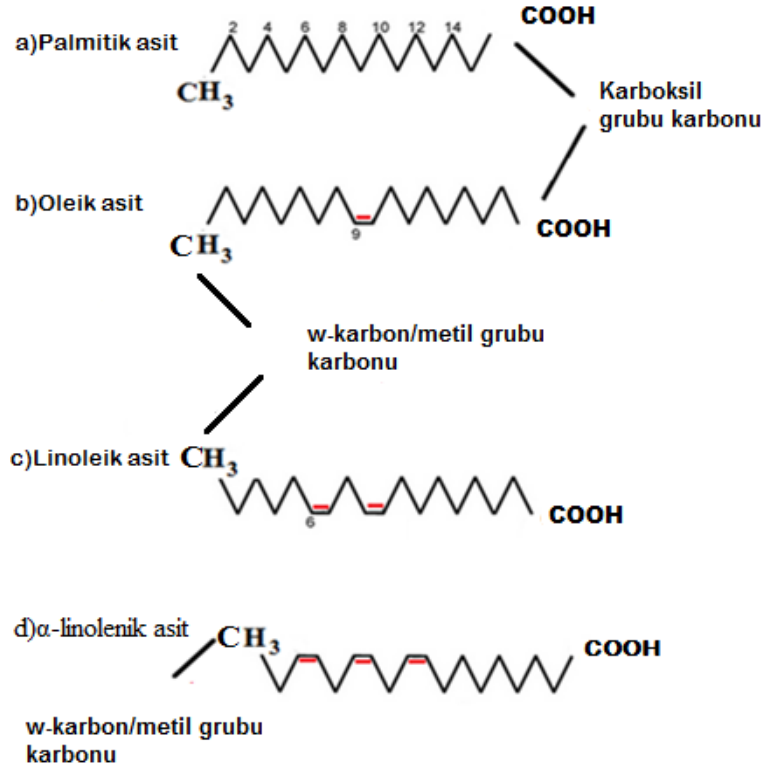 a)Palmitik asit
2 4 6 8 10 12 14
COOH
CH3
Karboksil
grubu karbonu
b)Oleik asit
9
CH3
COOH
w-karbon/metil grubu
karbonu
c)Linoleik asit CH3
6
COOH
d)α-linolenik asit CH3
COOH
w-karbon/metil grubu
karbonu